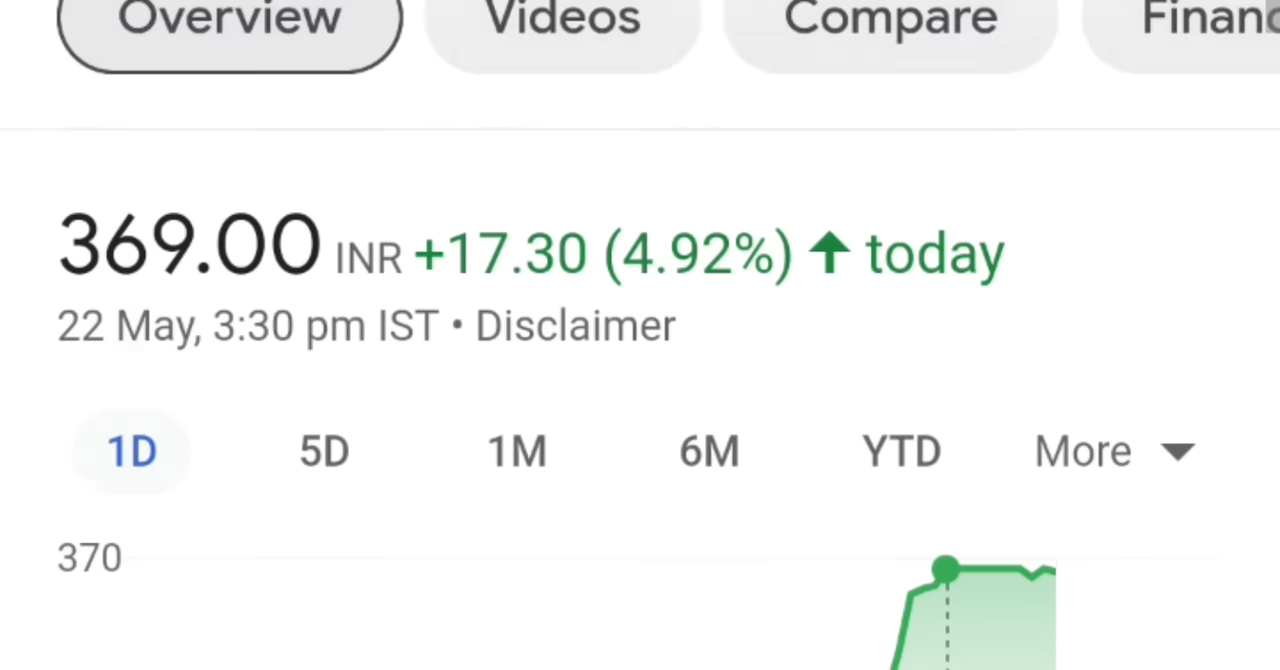 Overview Videos Compare
369.00 INR +17.30 (4.92%) today
22 May, 3:30 pm IST • Disclaimer
1D 5D 1M 6M YTD More
370